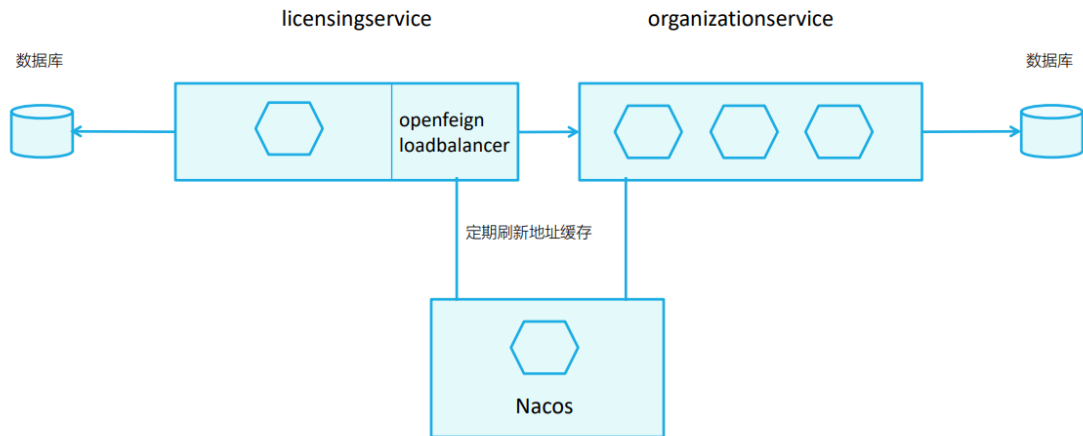 licensingservice
organizationservice
数据库
数据库
openfeign
loadbalancer
定期刷新地址缓存
Nacos